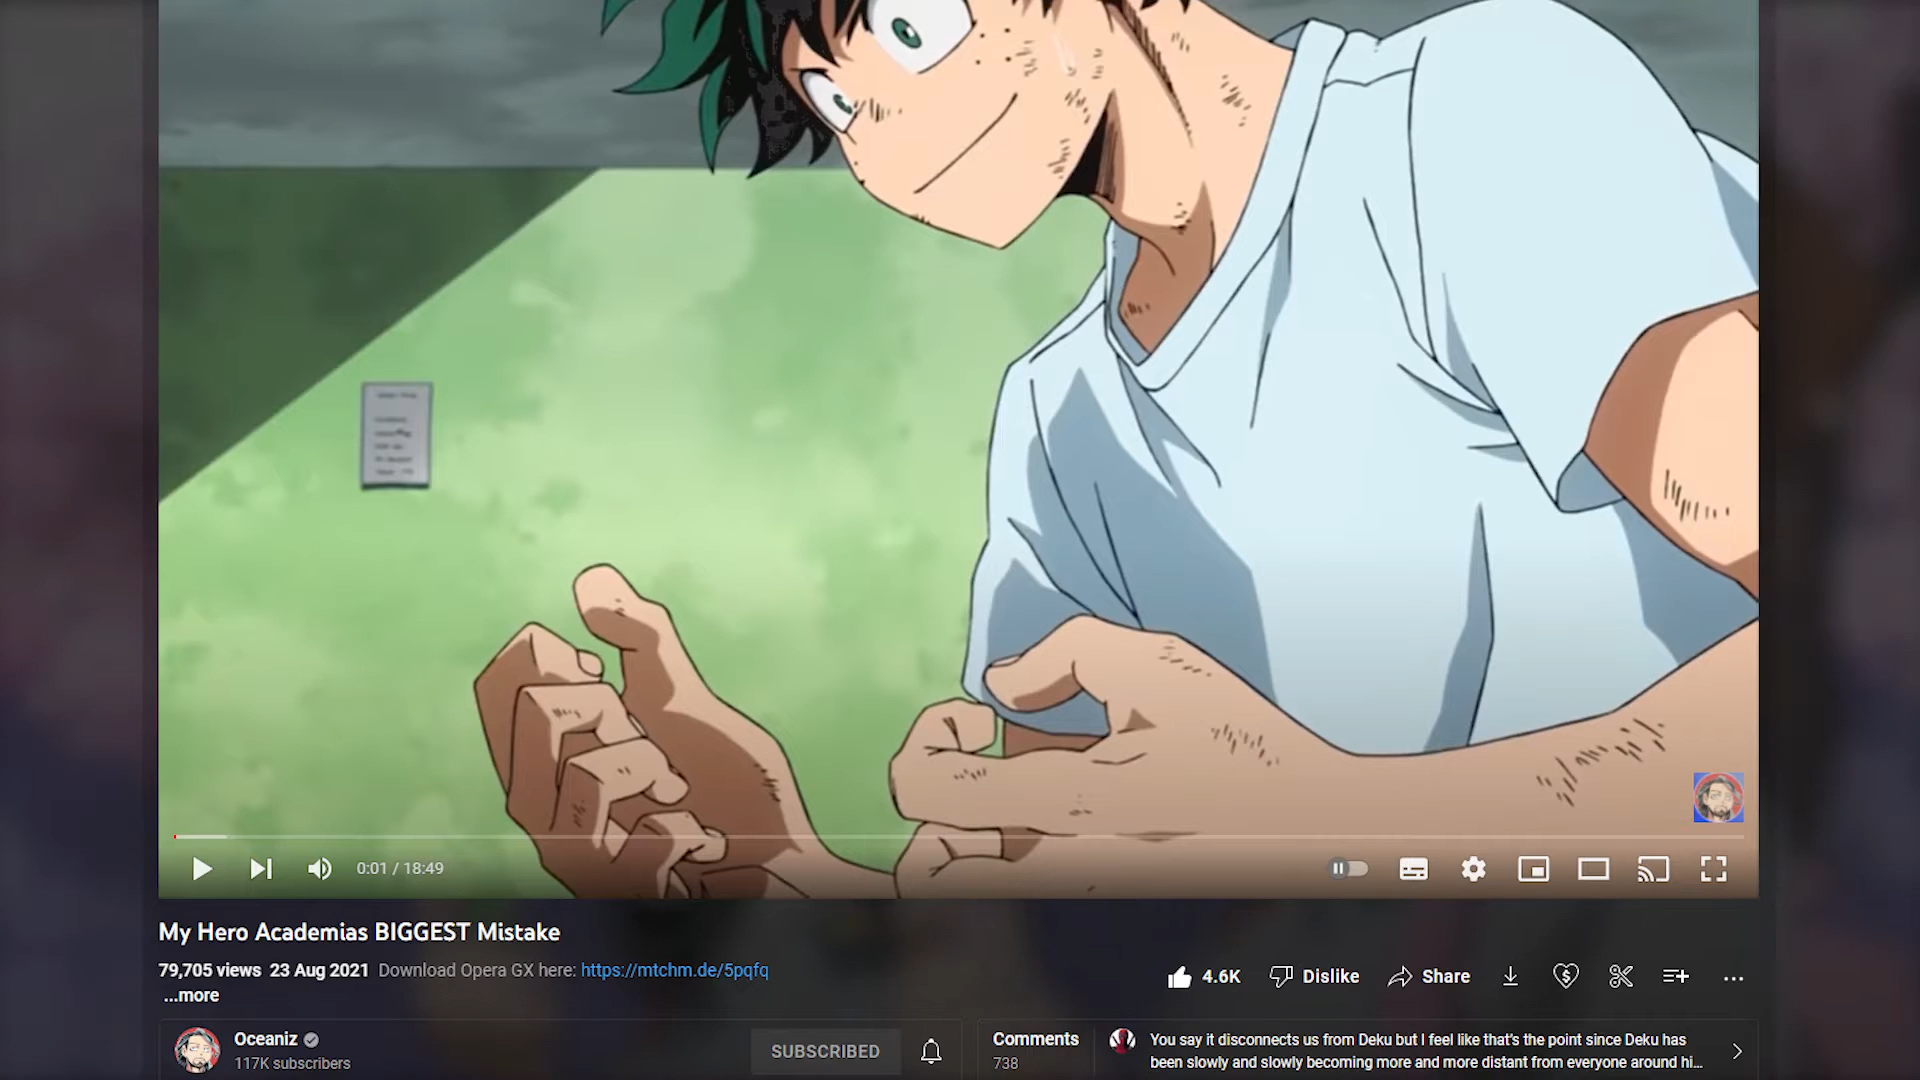 0:01 / 18:49
My Hero Academias BIGGEST Mistake
79,705 views 23 Aug 2021 Download Opera GX here: https://mtchm.de/5pqfq
...more
4.6K Dislike Share
Oceaniz
117K subscribers
SUBSCRIBED
Comments
738
You say it disconnects us from Deku but I feel like that's the point since Deku has
been slowly and slowly becoming more and more distant from everyone around hi...